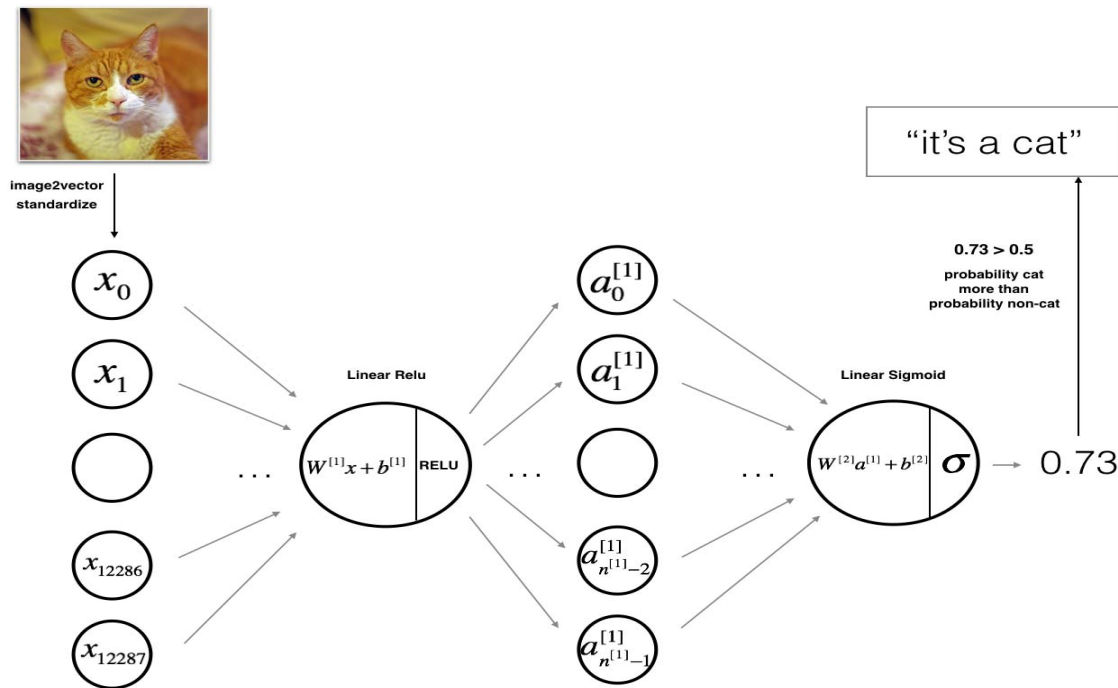 image2vector
standardize
“it’s a cat”
0.73 > 0.5
probability cat
more than
probability non-cat
x₀
x₁
x₁₂₂₈₆
x₁₂₂₈₇
...
Linear Relu
W^[1]x + b^[1]
RELU
...
a₀^[1]
a₁^[1]
a_{n^[1]−2}^[1]
a_{n^[1]−1}^[1]
...
Linear Sigmoid
W^[2]a^[1] + b^[2]
σ
0.73